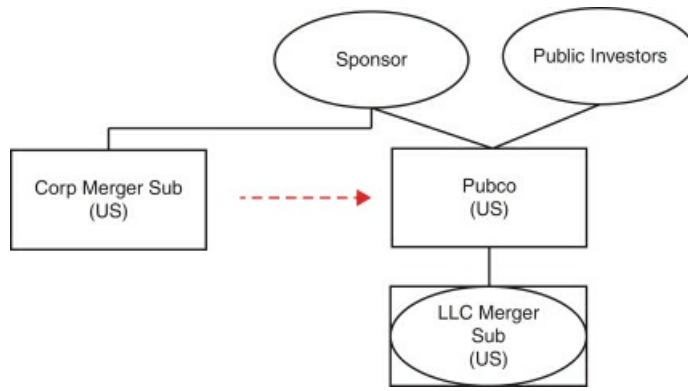 Sponsor
Public Investors
Corp Merger Sub
(US)
Pubco
(US)
LLC Merger
Sub
(US)